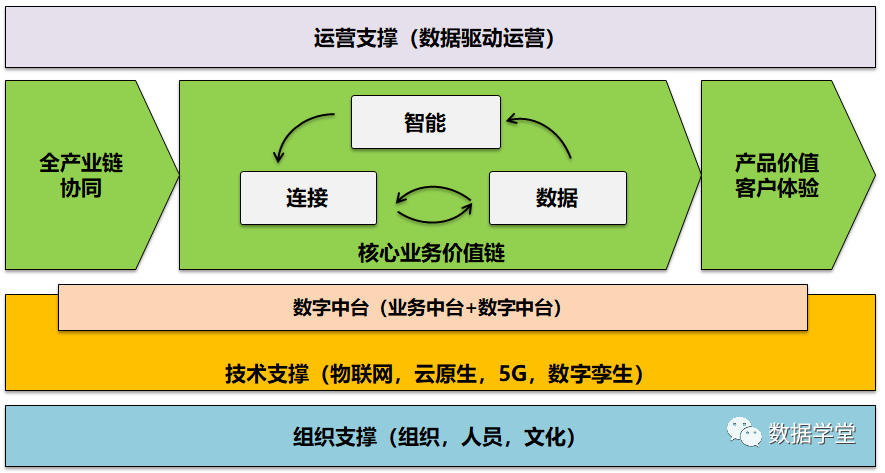 运营支撑（数据驱动运营）
全产业链
协同
智能
连接
数据
核心业务价值链
产品价值
客户体验
数字中台（业务中台+数字中台）
技术支撑（物联网，云原生，5G，数字孪生）
组织支撑（组织，人员，文化）
数据学堂